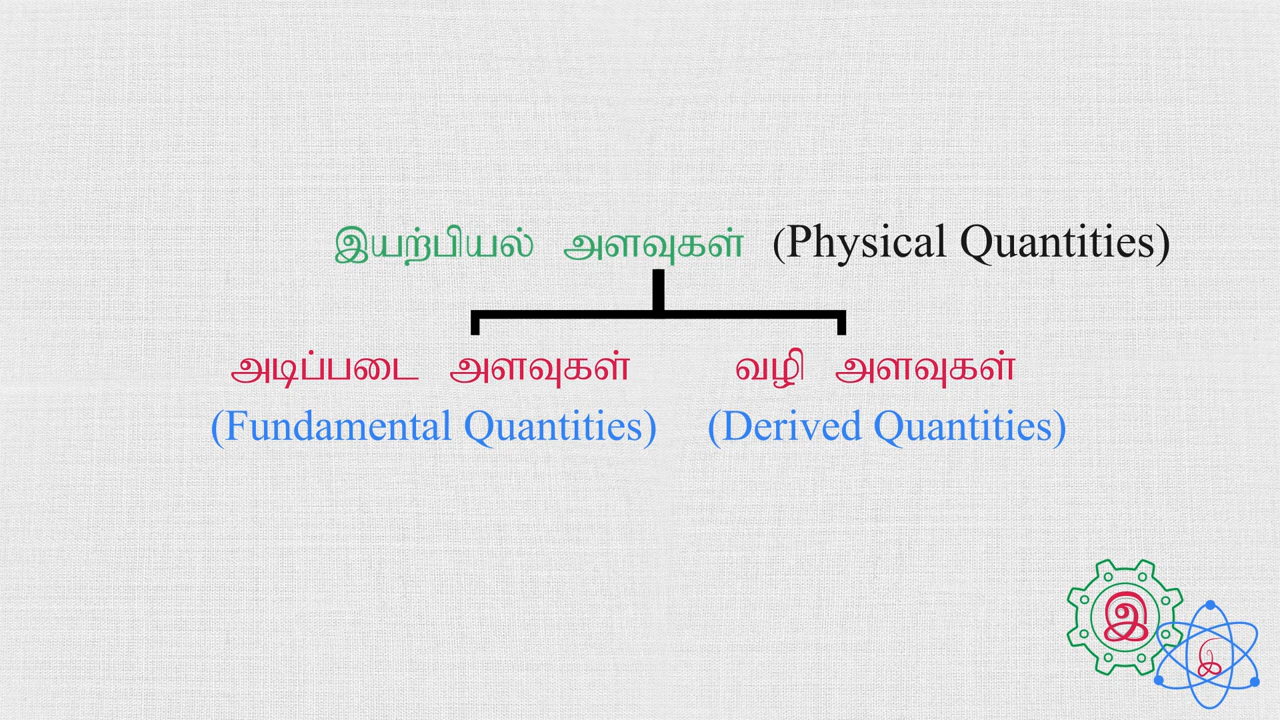 இயற்பியல் அளவுகள் (Physical Quantities)
அடிப்படை அளவுகள் வழி அளவுகள்
(Fundamental Quantities) (Derived Quantities)
இ
இ